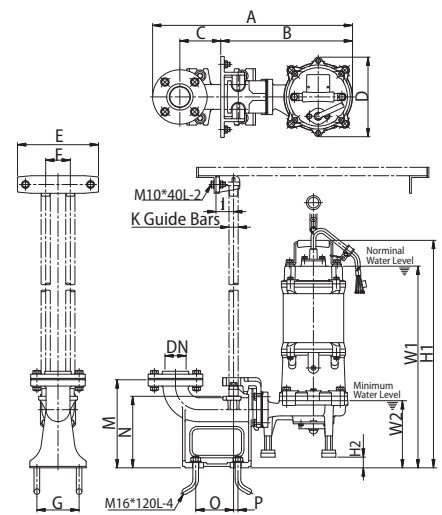 A
C
B
D
E
F
M10*40L-2
I
K Guide Bars
Norminal
Water Level
DN
Minimum
Water Level
W1
H1
M
N
W2
H2
M16*120L-4
G
O
P